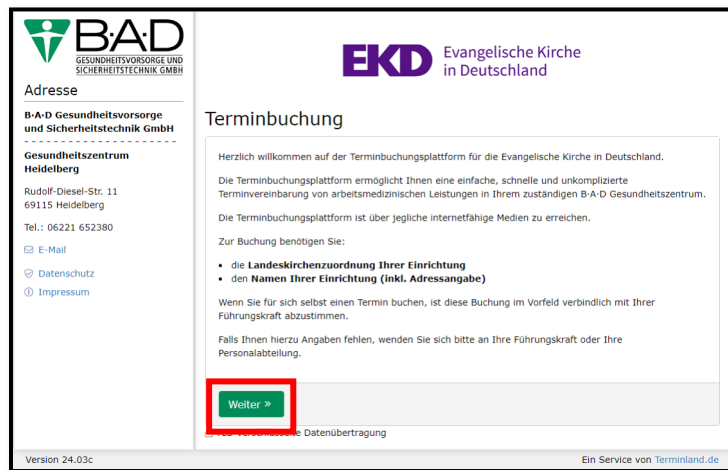 B·A·D
GESUNDHEITSVORSORGE UND
SICHERHEITSTECHNIK GMBH
Adresse
B·A·D Gesundheitsvorsorge
und Sicherheitstechnik GmbH
Gesundheitszentrum
Heidelberg
Rudolf-Diesel-Str. 11
69115 Heidelberg
Tel.: 06221 652380
E-Mail
Datenschutz
Impressum
EKD Evangelische Kirche
in Deutschland
Terminbuchung
Herzlich willkommen auf der Terminbuchungsplattform für die Evangelische Kirche in Deutschland.
Die Terminbuchungsplattform ermöglicht Ihnen eine einfache, schnelle und unkomplizierte
Terminvereinbarung von arbeitsmedizinischen Leistungen in Ihrem zuständigen B·A·D Gesundheitszentrum.
Die Terminbuchungsplattform ist über jegliche internetfähige Medien zu erreichen.
Zur Buchung benötigen Sie:
• die Landeskirchenzuordnung Ihrer Einrichtung
• den Namen Ihrer Einrichtung (inkl. Adressangabe)
Wenn Sie für sich selbst einen Termin buchen, ist diese Buchung im Vorfeld verbindlich mit Ihrer
Führungskraft abzustimmen.
Falls Ihnen hierzu Angaben fehlen, wenden Sie sich bitte an Ihre Führungskraft oder Ihre
Personalabteilung.
Weiter »
Datenübertragung
Version 24.03c
Ein Service von Terminland.de